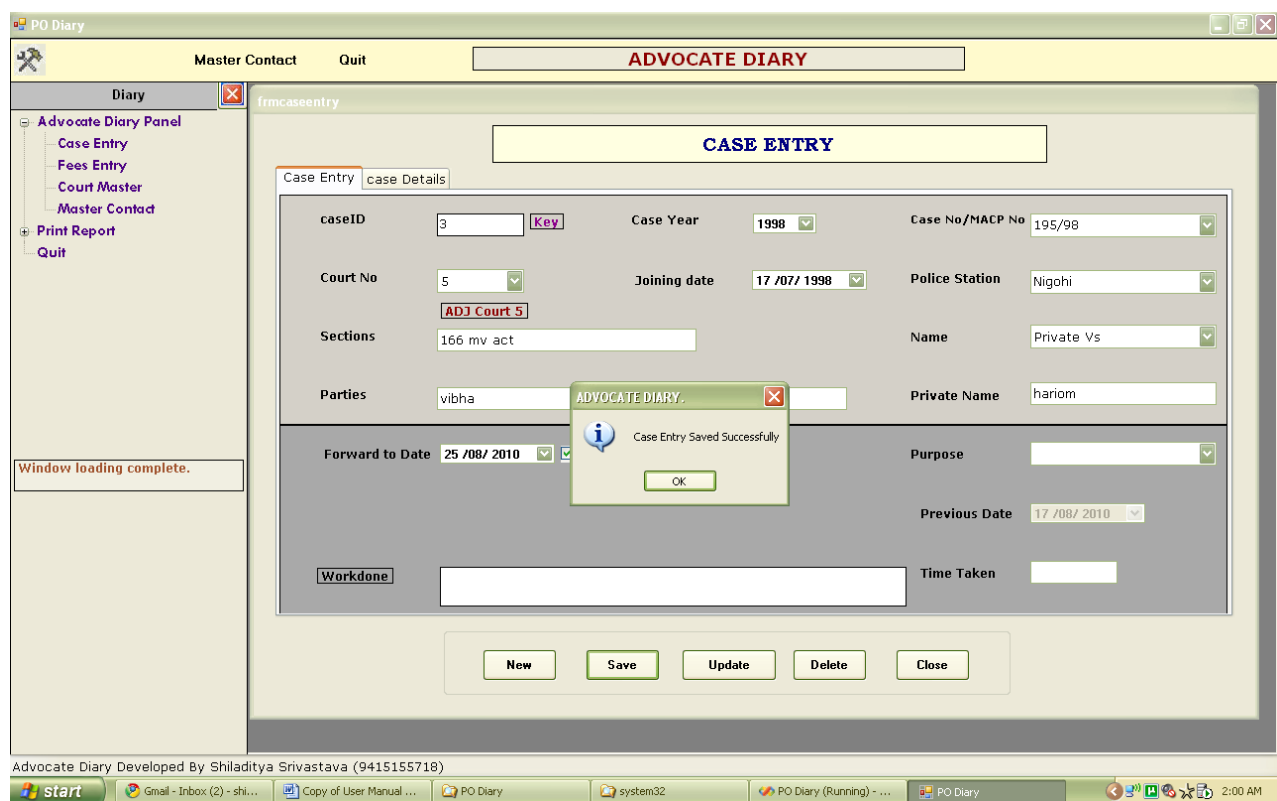 PO Diary
Master Contact Quit ADVOCATE DIARY
Diary
Advocate Diary Panel
Case Entry
Fees Entry
Court Master
Master Contact
Print Report
Quit
Window loading complete.
frmcaseentry
CASE ENTRY
Case Entry case Details
caseID 3 Key Case Year 1998 Case No/MACP No 195/98
Court No 5 Joining date 17 /07/ 1998 Police Station Nigohi
ADJ Court 5
Sections 166 mv act Name Private Vs
Parties vibha Private Name hariom
ADVOCATE DIARY.
Case Entry Saved Successfully
OK
Forward to Date 25 /08/ 2010 Purpose
Previous Date 17 /08/ 2010
Workdone Time Taken
New Save Update Delete Close
Advocate Diary Developed By Shiladitya Srivastava (9415155718)
start Gmail - Inbox (2) - shi... Copy of User Manual ... PO Diary system32 PO Diary (Running) - ... PO Diary 2:00 AM